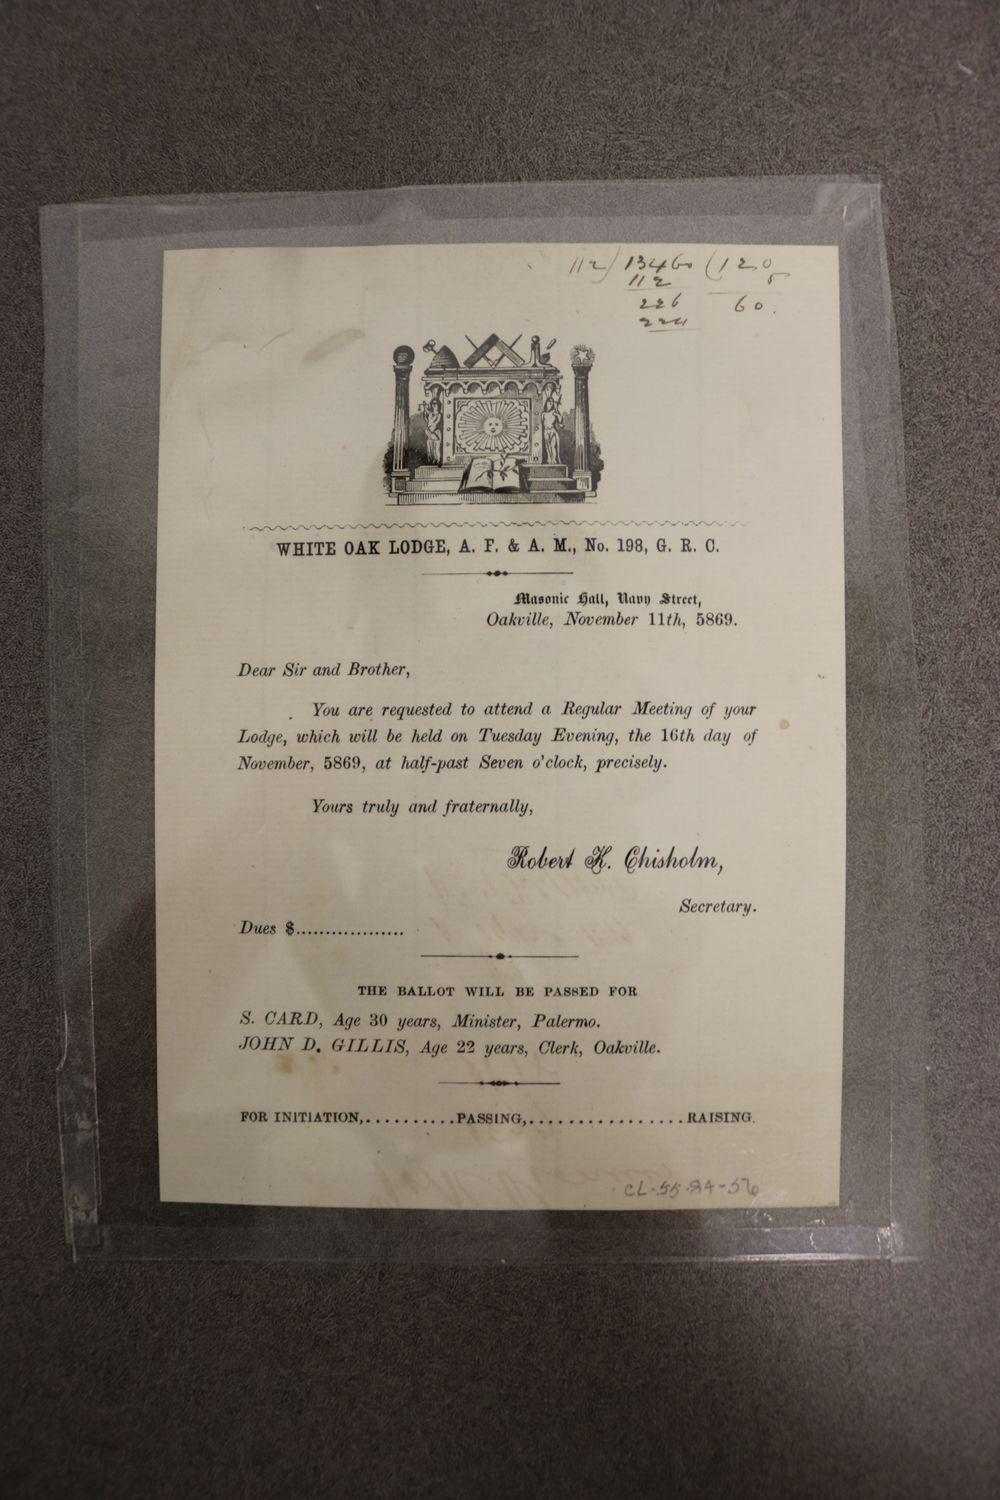 112) 13460 (120
112
226 60.
224
WHITE OAK LODGE, A. F. & A. M., No. 198, G. R. C.
Masonic Hall, Navy Street,
Oakville, November 11th, 5869.
Dear Sir and Brother,
You are requested to attend a Regular Meeting of your
Lodge, which will be held on Tuesday Evening, the 16th day of
November, 5869, at half-past Seven o'clock, precisely.
Yours truly and fraternally,
Robert K. Chisholm,
Secretary.
Dues $..................
THE BALLOT WILL BE PASSED FOR
S. CARD, Age 30 years, Minister, Palermo.
JOHN D. GILLIS, Age 22 years, Clerk, Oakville.
FOR INITIATION,..........PASSING,.................RAISING.
CL-55-84-56